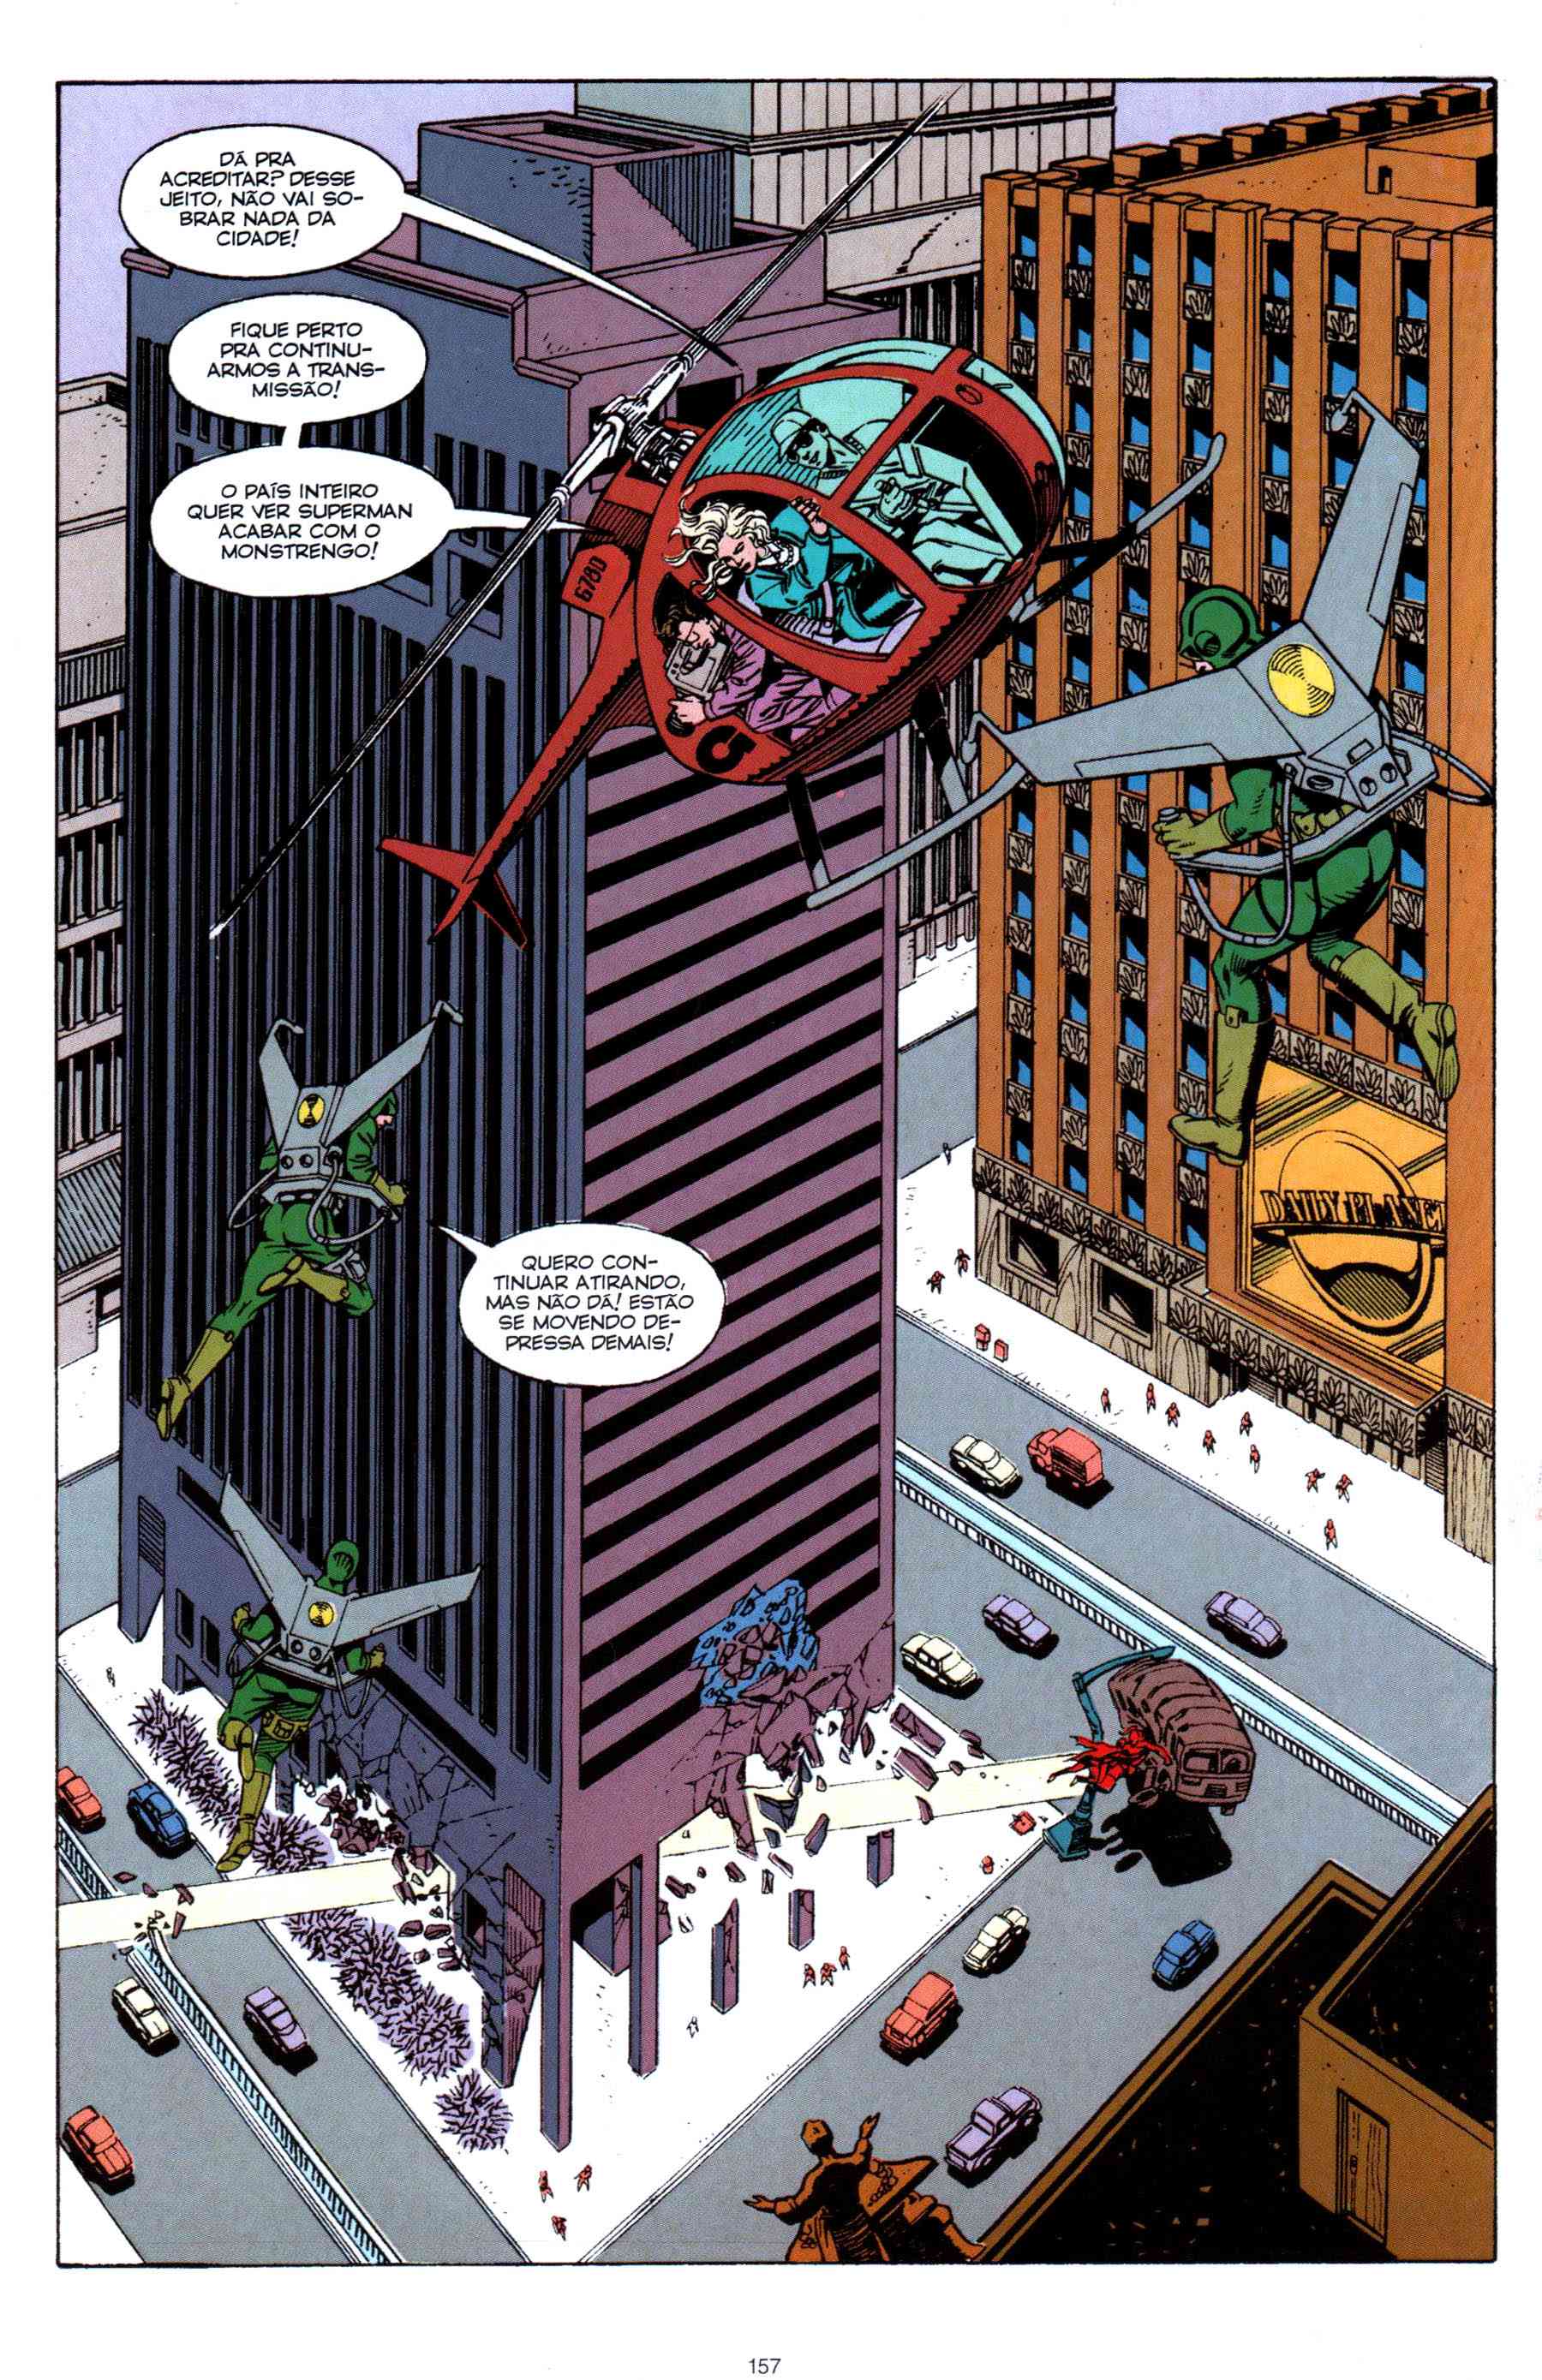 DÁ PRA
ACREDITAR? DESSE
JEITO, NÃO VAI SO-
BRAR NADA DA
CIDADE!
FIQUE PERTO
PRA CONTINU-
ARMOS A TRANS-
MISSÃO!
O PAÍS INTEIRO
QUER VER SUPERMAN
ACABAR COM O
MONSTRENGO!
6780
5
DAILY PLANET
QUERO CON-
TINUAR ATIRANDO,
MAS NÃO DÁ! ESTÃO
SE MOVENDO DE-
PRESSA DEMAIS!
157